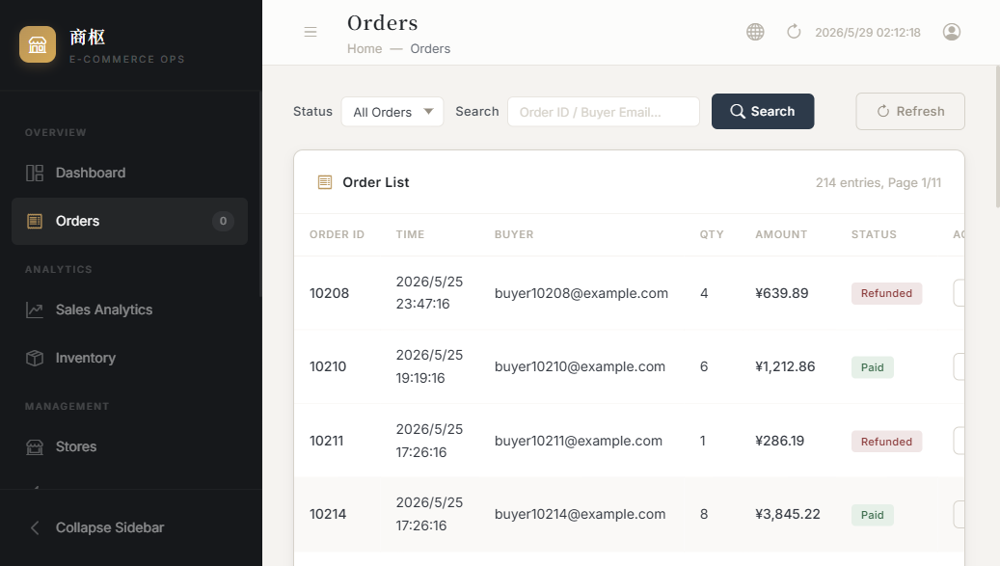 商枢
E-COMMERCE OPS
OVERVIEW
Dashboard
Orders 0
ANALYTICS
Sales Analytics
Inventory
MANAGEMENT
Stores
Collapse Sidebar
Orders
Home — Orders
2026/5/29 02:12:18
Status All Orders Search Order ID / Buyer Email... Search Refresh
Order List 214 entries, Page 1/11
ORDER ID TIME BUYER QTY AMOUNT STATUS
10208 2026/5/25 23:47:16 buyer10208@example.com 4 ¥639.89 Refunded
10210 2026/5/25 19:19:16 buyer10210@example.com 6 ¥1,212.86 Paid
10211 2026/5/25 17:26:16 buyer10211@example.com 1 ¥286.19 Refunded
10214 2026/5/25 17:26:16 buyer10214@example.com 8 ¥3,845.22 Paid